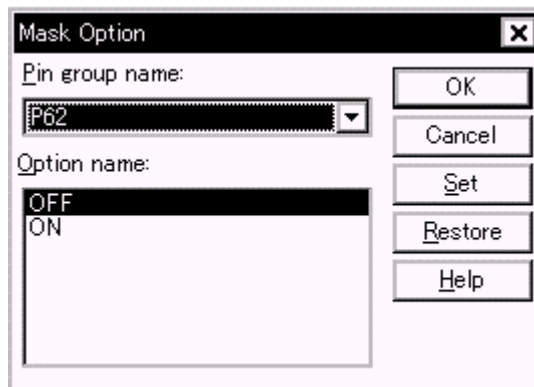 Mask Option
Pin group name:
P62
Option name:
OFF
ON
OK
Cancel
Set
Restore
Help